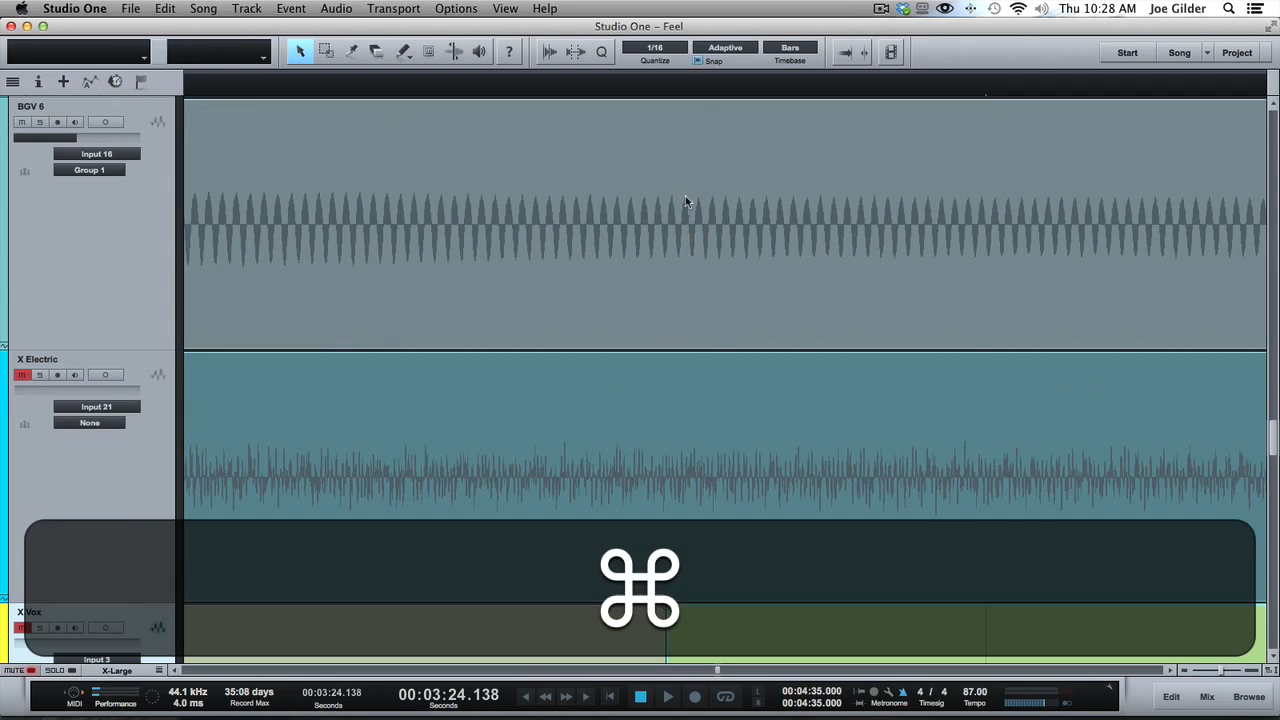 Studio One File Edit Song Track Event Audio Transport Options View Help Thu 10:28 AM Joe Gilder
Studio One – Feel
1/16 Adaptive Bars Start Song Project
Quantize Snap Timebase
BGV 6
M S
Input 16
Group 1
X Electric
M S
Input 21
None
X Vox
M S
Input 3
MUTE SOLO X-Large
MIDI Performance 44.1 kHz 4.0 ms 35:08 days Record Max 00:03:24.138 Seconds 00:03:24.138 Seconds L R 00:04:35.000 00:04:35.000 Metronome 4 / 4 Timesig 87.00 Tempo Edit Mix Browse